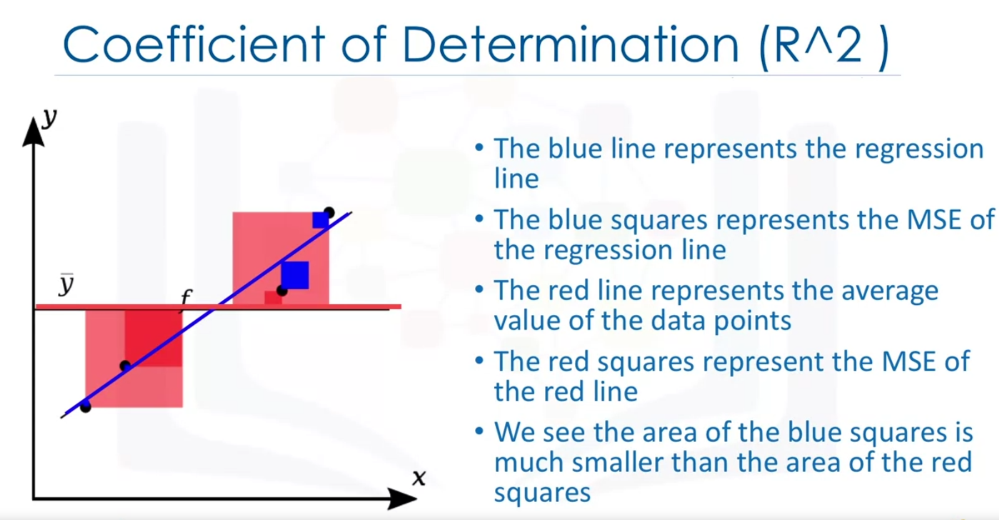 Coefficient of Determination (R^2 )
y
ȳ
f
x
• The blue line represents the regression
line
• The blue squares represents the MSE of
the regression line
• The red line represents the average
value of the data points
• The red squares represent the MSE of
the red line
• We see the area of the blue squares is
much smaller than the area of the red
squares